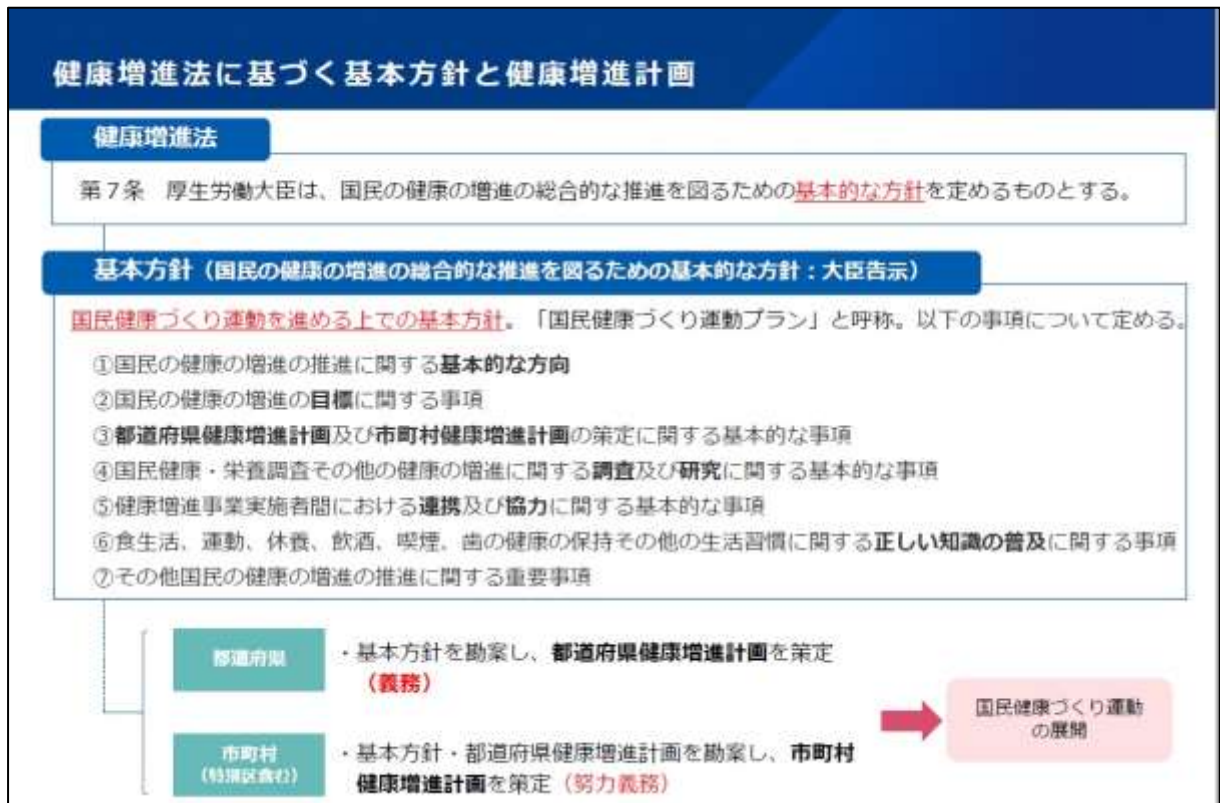 健康増進法に基づく基本方針と健康増進計画
健康増進法
第７条　厚生労働大臣は、国民の健康の増進の総合的な推進を図るための基本的な方針を定めるものとする。
基本方針（国民の健康の増進の総合的な推進を図るための基本的な方針：大臣告示）
国民健康づくり運動を進める上での基本方針。「国民健康づくり運動プラン」と呼称。以下の事項について定める。
①国民の健康の増進の推進に関する基本的な方向
②国民の健康の増進の目標に関する事項
③都道府県健康増進計画及び市町村健康増進計画の策定に関する基本的な事項
④国民健康・栄養調査その他の健康の増進に関する調査及び研究に関する基本的な事項
⑤健康増進事業実施者間における連携及び協力に関する基本的な事項
⑥食生活、運動、休養、飲酒、喫煙、歯の健康の保持その他の生活習慣に関する正しい知識の普及に関する事項
⑦その他国民の健康の増進の推進に関する重要事項
都道府県
・基本方針を勘案し、都道府県健康増進計画を策定
（義務）
市町村
（特別区含む）
・基本方針・都道府県健康増進計画を勘案し、市町村
健康増進計画を策定（努力義務）
国民健康づくり運動
の展開